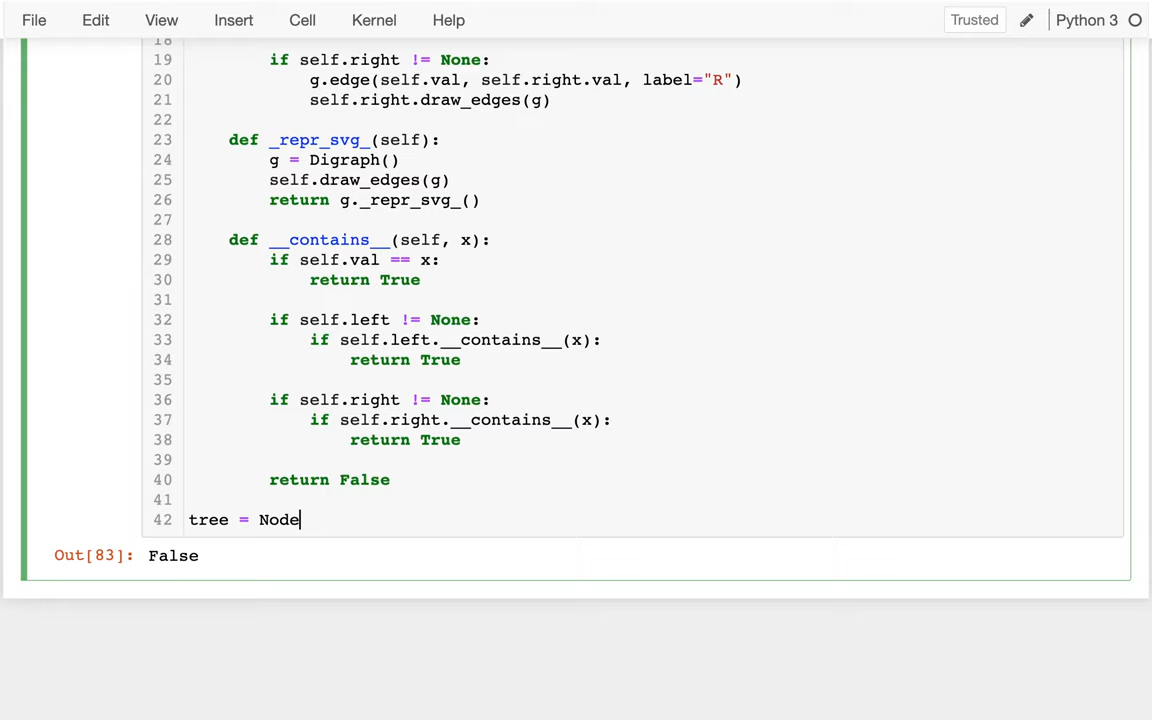 File Edit View Insert Cell Kernel Help Trusted Python 3
18
19 if self.right != None:
20 g.edge(self.val, self.right.val, label="R")
21 self.right.draw_edges(g)
22
23 def _repr_svg_(self):
24 g = Digraph()
25 self.draw_edges(g)
26 return g._repr_svg_()
27
28 def __contains__(self, x):
29 if self.val == x:
30 return True
31
32 if self.left != None:
33 if self.left.__contains__(x):
34 return True
35
36 if self.right != None:
37 if self.right.__contains__(x):
38 return True
39
40 return False
41
42 tree = Node
Out[83]: False